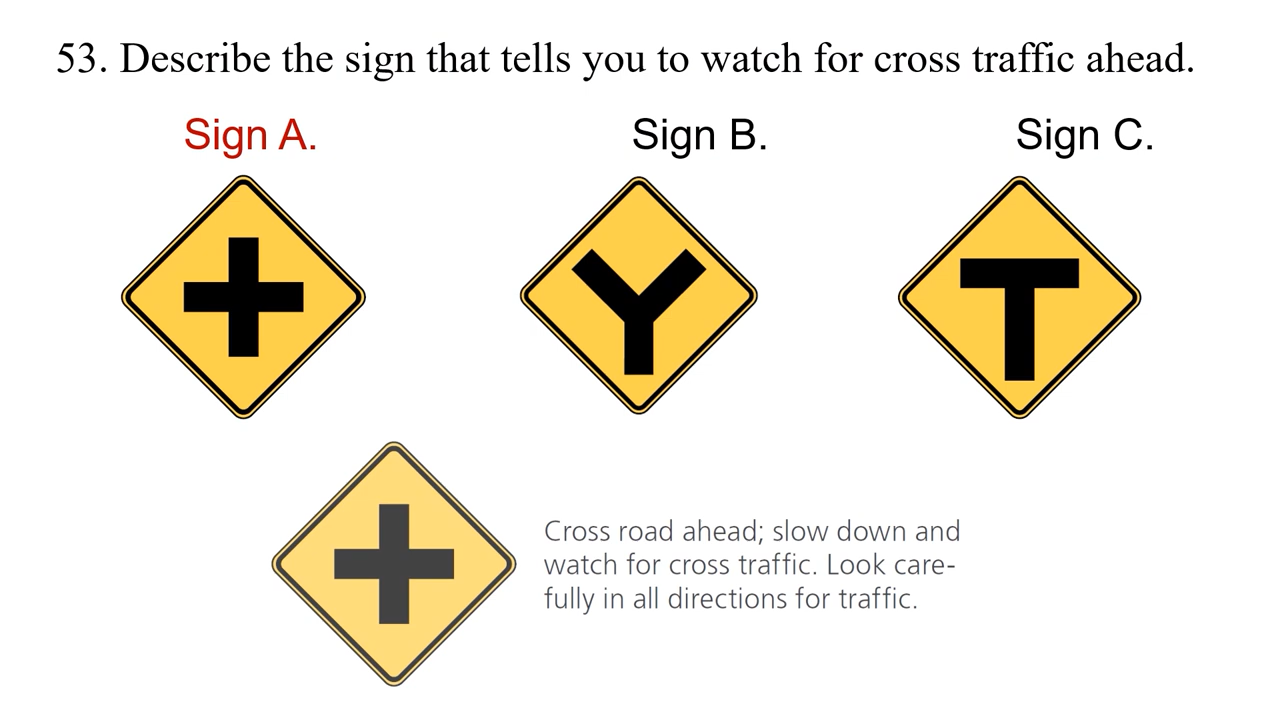 53. Describe the sign that tells you to watch for cross traffic ahead.
Sign A.
Sign B.
Sign C.
Cross road ahead; slow down and
watch for cross traffic. Look care-
fully in all directions for traffic.